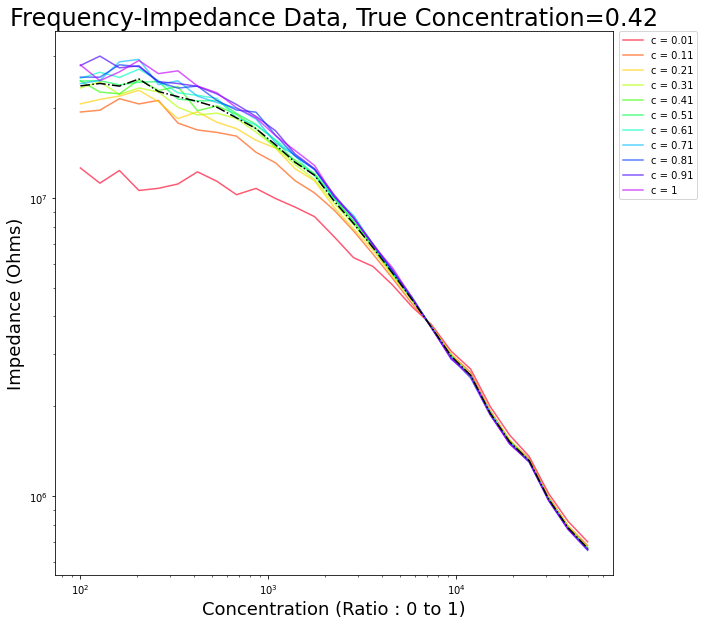 Frequency-Impedance Data, True Concentration=0.42
c = 0.01
c = 0.11
c = 0.21
c = 0.31
c = 0.41
c = 0.51
c = 0.61
c = 0.71
c = 0.81
c = 0.91
c = 1
Impedance (Ohms)
10⁷
10⁶
10² 10³ 10⁴
Concentration (Ratio : 0 to 1)